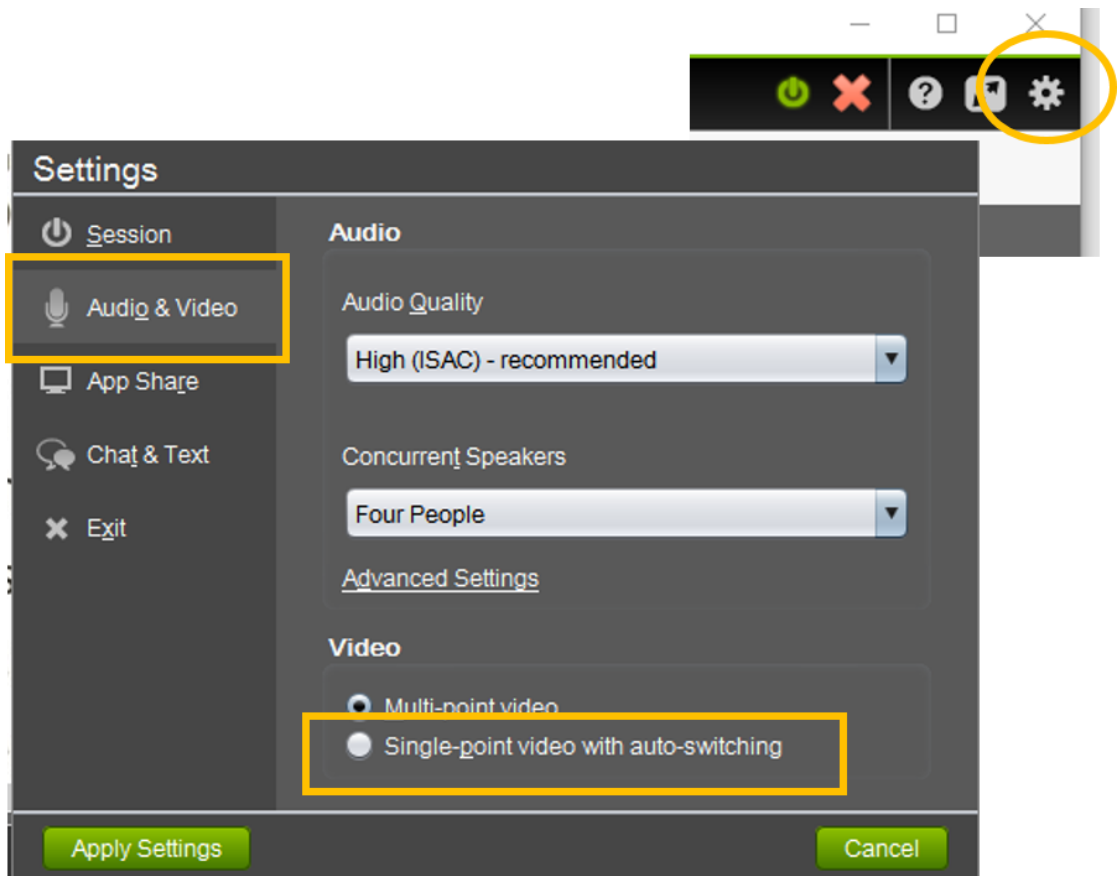 ?
Settings
Session
Audio & Video
App Share
Chat & Text
Exit
Audio
Audio Quality
High (ISAC) - recommended
Concurrent Speakers
Four People
Advanced Settings
Video
Multi-point video
Single-point video with auto-switching
Apply Settings
Cancel